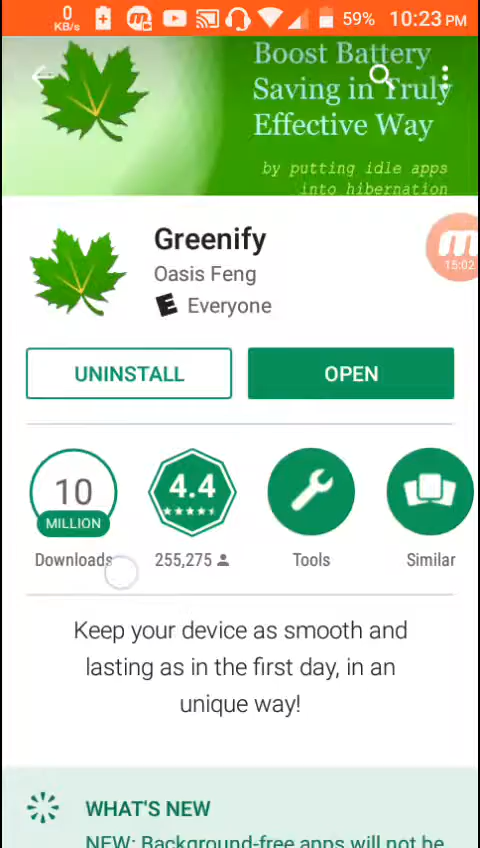 0
KB/s
59% 10:23 PM
Boost Battery
Saving in Truly
Effective Way
by putting idle apps
into hibernation
Greenify
Oasis Feng
E Everyone
15:02
UNINSTALL
OPEN
10
MILLION
Downloads
4.4
255,275
Tools
Similar
Keep your device as smooth and
lasting as in the first day, in an
unique way!
WHAT'S NEW
NEW: Background-free apps will not be